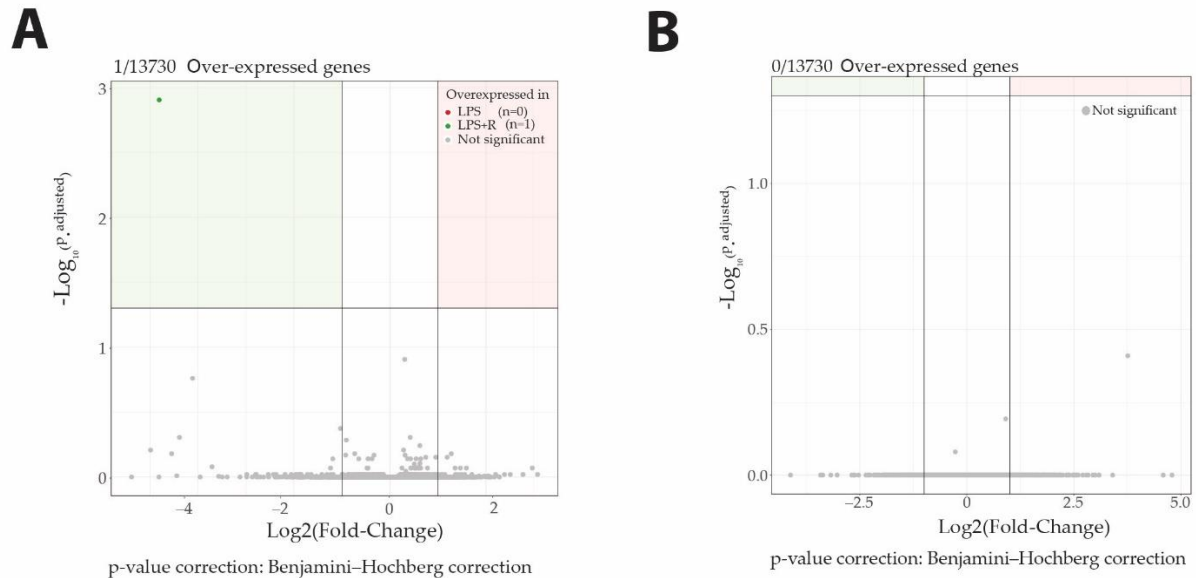 A
1/13730 Over-expressed genes
3
2
1
0
-Log₁₀(P.adjusted)
Overexpressed in
LPS (n=0)
LPS+R (n=1)
Not significant
−4
−2
0
2
Log2(Fold-Change)
p-value correction: Benjamini–Hochberg correction
B
0/13730 Over-expressed genes
Not significant
1.0
0.5
0.0
-Log₁₀(P.adjusted)
−2.5
0
2.5
5.0
Log2(Fold-Change)
p-value correction: Benjamini–Hochberg correction